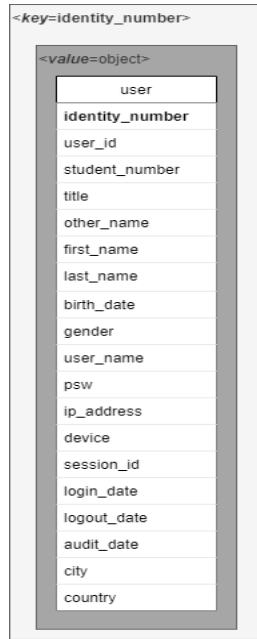 <key=identity_number>
<value=object>
user
identity_number
user_id
student_number
title
other_name
first_name
last_name
birth_date
gender
user_name
psw
ip_address
device
session_id
login_date
logout_date
audit_date
city
country